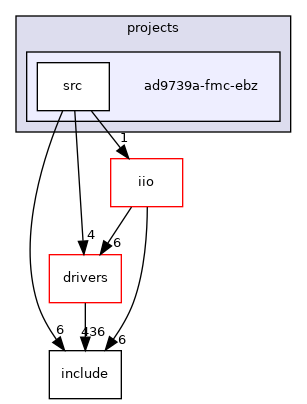 projects
src
ad9739a-fmc-ebz
1
iio
4
6
drivers
6
436
6
include